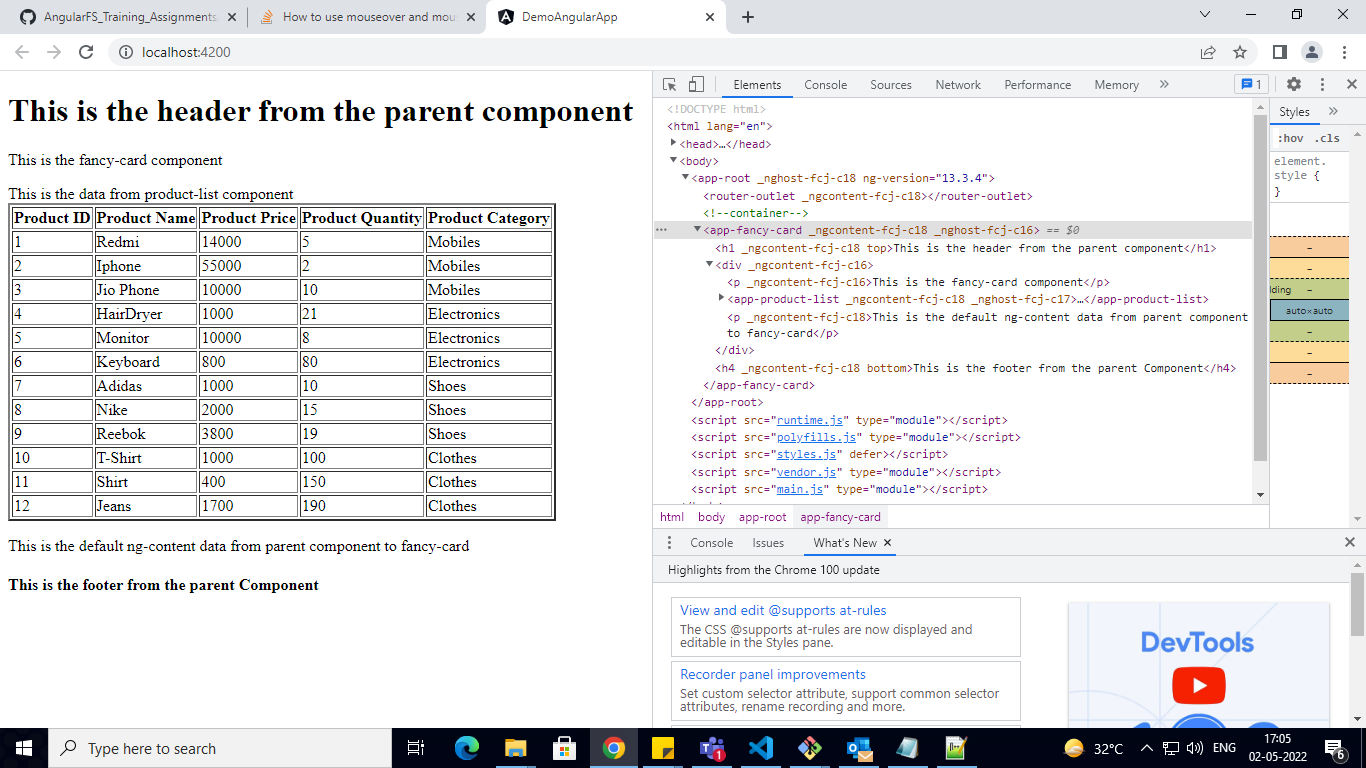 AngularFS_Training_Assignments
How to use mouseover and mou
DemoAngularApp
localhost:4200
This is the header from the parent component
This is the fancy-card component
This is the data from product-list component
Product ID Product Name Product Price Product Quantity Product Category
1 Redmi 14000 5 Mobiles
2 Iphone 55000 2 Mobiles
3 Jio Phone 10000 10 Mobiles
4 HairDryer 1000 21 Electronics
5 Monitor 10000 8 Electronics
6 Keyboard 800 80 Electronics
7 Adidas 1000 10 Shoes
8 Nike 2000 15 Shoes
9 Reebok 3800 19 Shoes
10 T-Shirt 1000 100 Clothes
11 Shirt 400 150 Clothes
12 Jeans 1700 190 Clothes
This is the default ng-content data from parent component to fancy-card
This is the footer from the parent Component
Elements Console Sources Network Performance Memory » 1
<!DOCTYPE html>
<html lang="en">
<head>…</head>
<body>
<app-root _nghost-fcj-c18 ng-version="13.3.4">
<router-outlet _ngcontent-fcj-c18></router-outlet>
<!--container-->
<app-fancy-card _ngcontent-fcj-c18 _nghost-fcj-c16> == $0
<h1 _ngcontent-fcj-c18 top>This is the header from the parent component</h1>
<div _ngcontent-fcj-c16>
<p _ngcontent-fcj-c16>This is the fancy-card component</p>
<app-product-list _ngcontent-fcj-c18 _nghost-fcj-c17>…</app-product-list>
<p _ngcontent-fcj-c18>This is the default ng-content data from parent component
to fancy-card</p>
</div>
<h4 _ngcontent-fcj-c18 bottom>This is the footer from the parent Component</h4>
</app-fancy-card>
</app-root>
<script src="runtime.js" type="module"></script>
<script src="polyfills.js" type="module"></script>
<script src="styles.js" defer></script>
<script src="vendor.js" type="module"></script>
<script src="main.js" type="module"></script>
html body app-root app-fancy-card
Styles »
:hov .cls
element.
style {
}
-
-
lding -
auto×auto
-
-
-
Console Issues What's New
Highlights from the Chrome 100 update
View and edit @supports at-rules
The CSS @supports at-rules are now displayed and
editable in the Styles pane.
Recorder panel improvements
Set custom selector attribute, support common selector
attributes, rename recording and more.
DevTools
Type here to search
1
32°C
ENG
17:05
02-05-2022
6